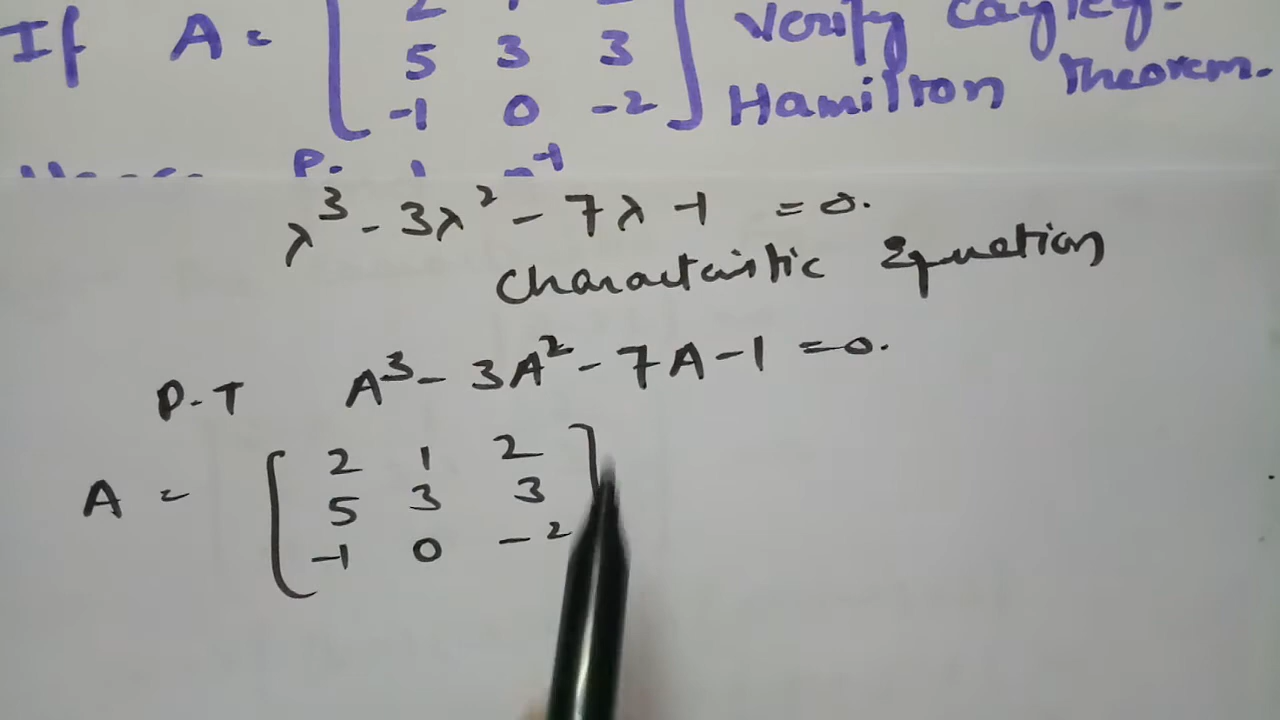 If A = [ 2 1 2 Verify Cayley-
5 3 3
-1 0 -2 ] Hamilton Theorem.
λ³ - 3λ² - 7λ - 1 = 0.
Charactaistic Equation
P.T A³ - 3A² - 7A - 1 = 0.
A = [ 2 1 2 ]
5 3 3
-1 0 -2